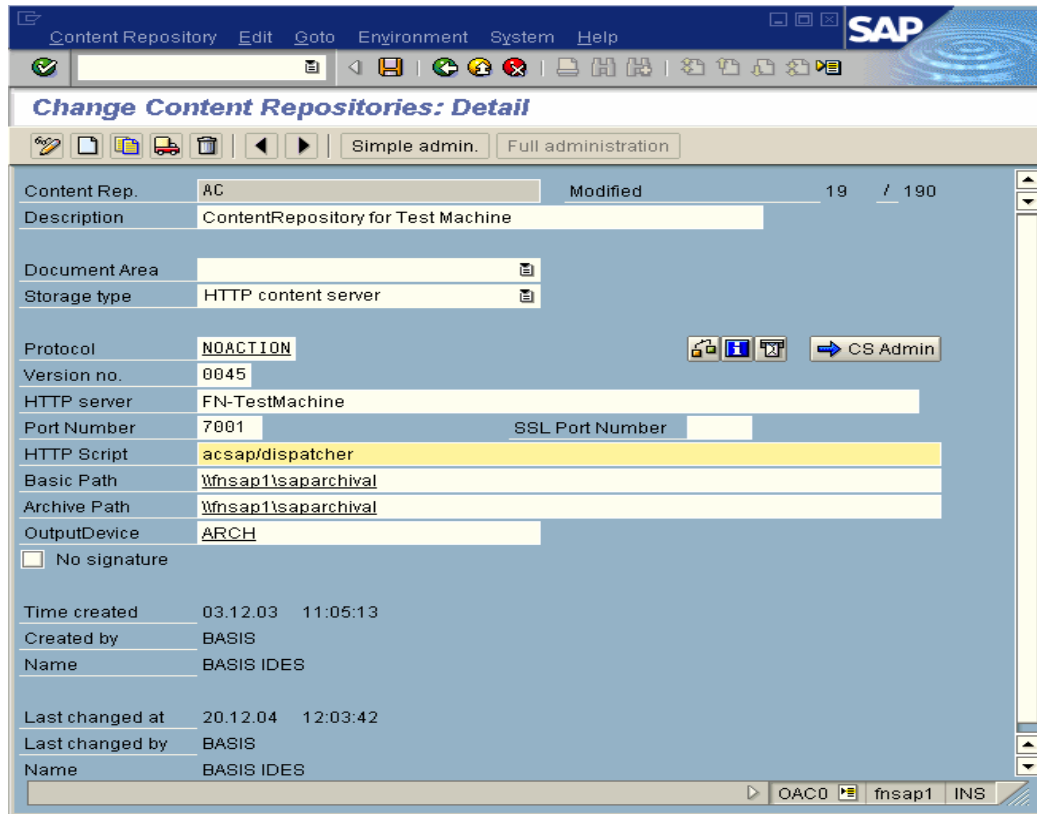 Content Repository Edit Goto Environment System Help
SAP
Change Content Repositories: Detail
Simple admin. Full administration
Content Rep. AC Modified 19 / 190
Description ContentRepository for Test Machine
Document Area
Storage type HTTP content server
Protocol NOACTION CS Admin
Version no. 0045
HTTP server FN-TestMachine
Port Number 7001 SSL Port Number
HTTP Script acsap/dispatcher
Basic Path \\fnsap1\saparchival
Archive Path \\fnsap1\saparchival
OutputDevice ARCH
No signature
Time created 03.12.03 11:05:13
Created by BASIS
Name BASIS IDES
Last changed at 20.12.04 12:03:42
Last changed by BASIS
Name BASIS IDES
OAC0 fnsap1 INS